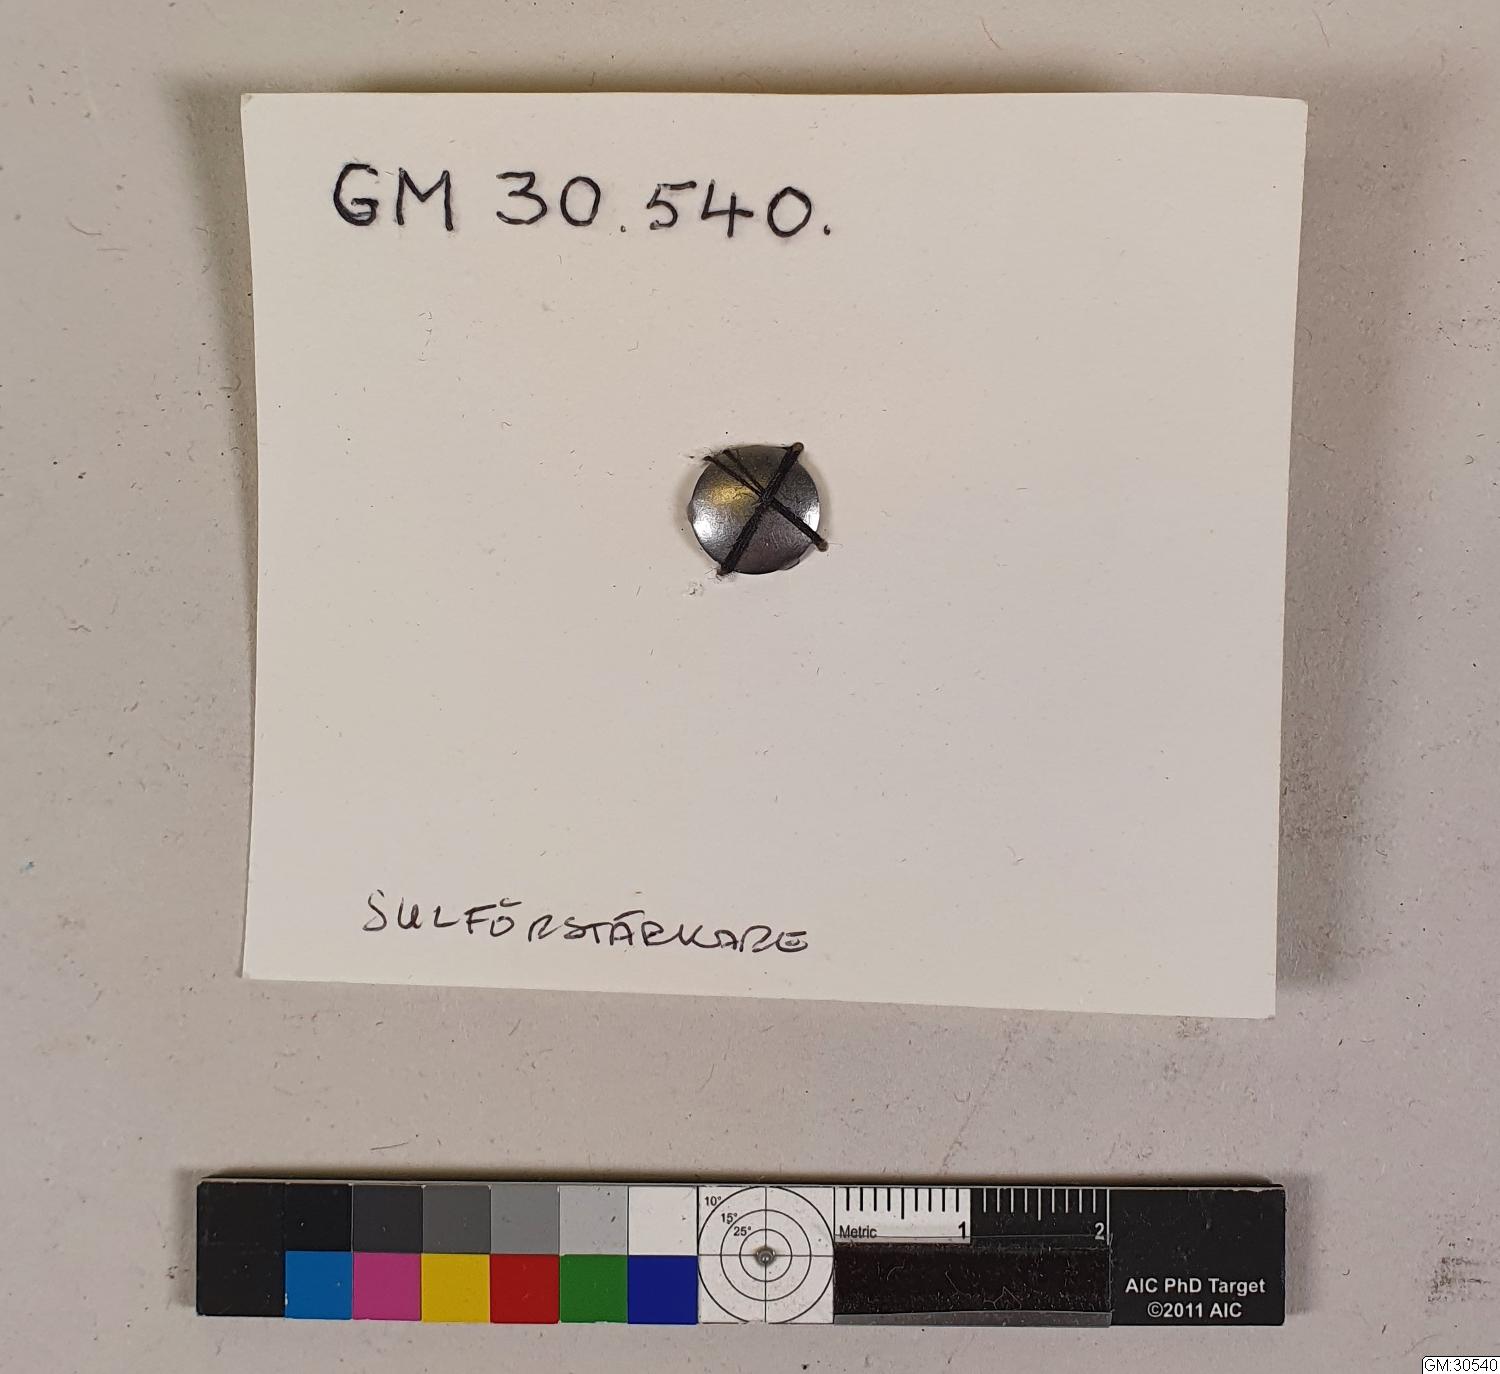 GM 30.540.
SULFÖRSTÄRKARE
10°
15°
25°
Metric 1 2
AIC PhD Target
©2011 AIC
GM:30540